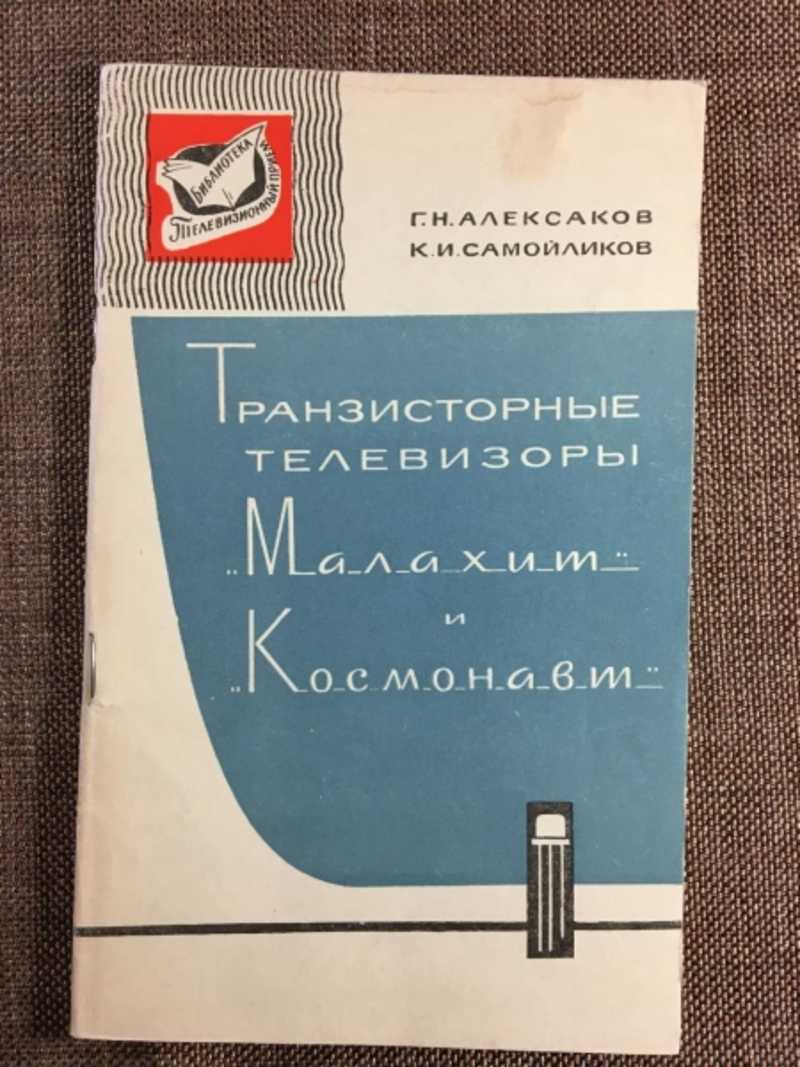 БИБЛИОТЕКА
ТЕЛЕВИЗИОННЫЙ ПРИЕМ
Г.Н.АЛЕКСАКОВ
К.И.САМОЙЛИКОВ
ТРАНЗИСТОРНЫЕ
ТЕЛЕВИЗОРЫ
„Малахит"
и
„Космонавт"